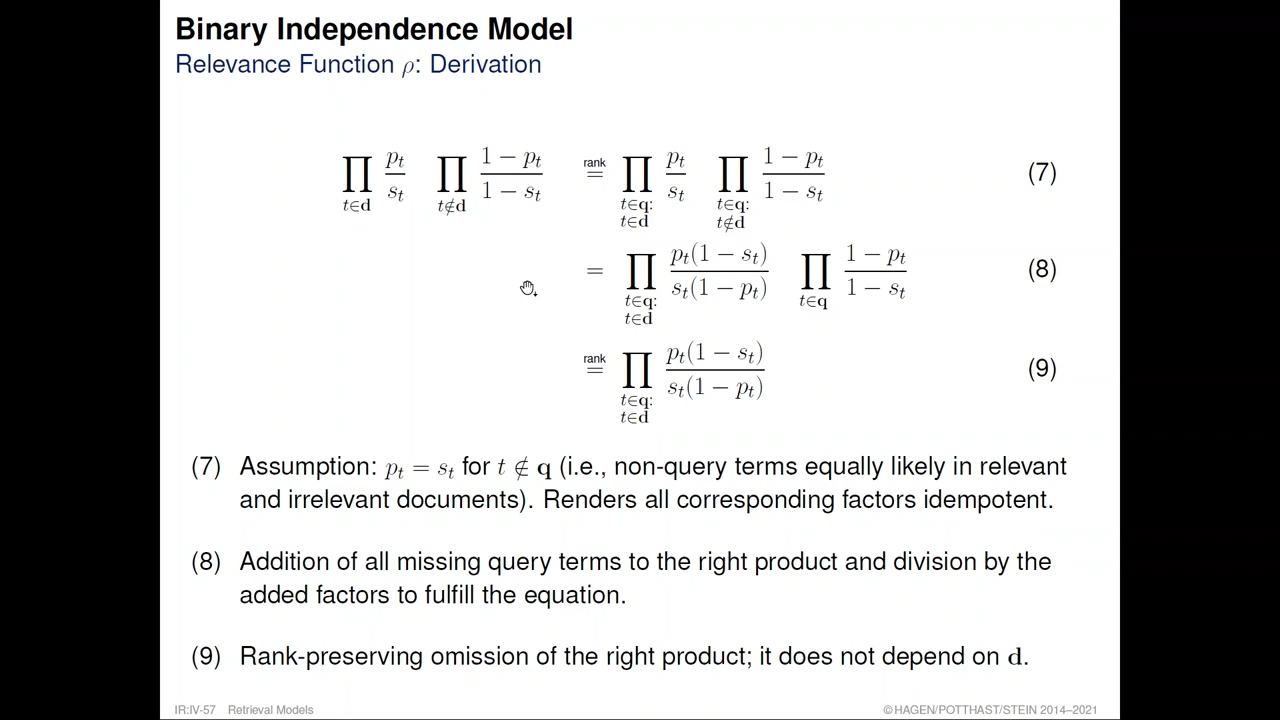 Binary Independence Model
Relevance Function ρ: Derivation
∏_{t∈d} p_t/s_t ∏_{t∉d} (1 − p_t)/(1 − s_t) rank= ∏_{t∈q: t∈d} p_t/s_t ∏_{t∈q: t∉d} (1 − p_t)/(1 − s_t) (7)
= ∏_{t∈q: t∈d} p_t(1 − s_t)/s_t(1 − p_t) ∏_{t∈q} (1 − p_t)/(1 − s_t) (8)
rank= ∏_{t∈q: t∈d} p_t(1 − s_t)/s_t(1 − p_t) (9)
(7) Assumption: p_t = s_t for t ∉ q (i.e., non-query terms equally likely in relevant
and irrelevant documents). Renders all corresponding factors idempotent.
(8) Addition of all missing query terms to the right product and division by the
added factors to fulfill the equation.
(9) Rank-preserving omission of the right product; it does not depend on d.
IR:IV-57 Retrieval Models ©HAGEN/POTTHAST/STEIN 2014–2021